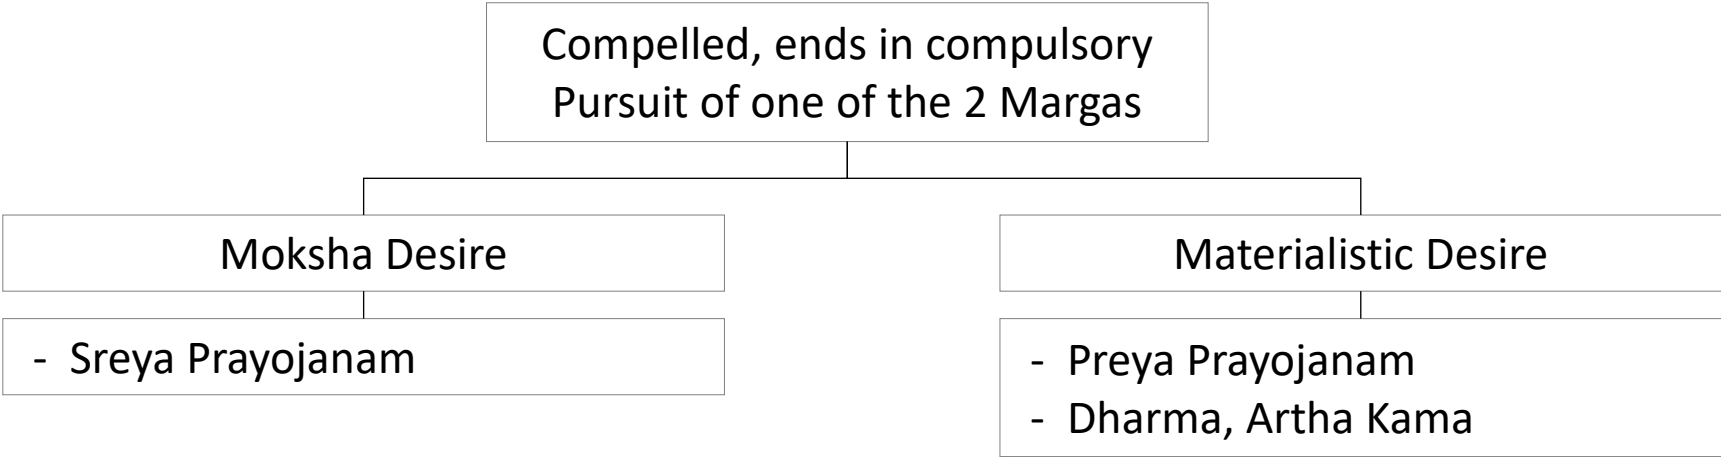 Compelled, ends in compulsory
Pursuit of one of the 2 Margas
Moksha Desire
Materialistic Desire
- Sreya Prayojanam
- Preya Prayojanam
- Dharma, Artha Kama